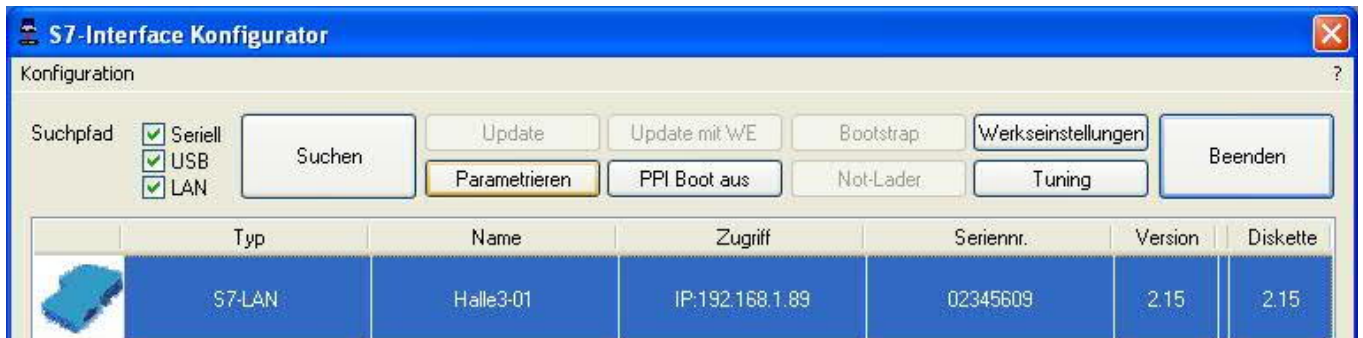 S7-Interface Konfigurator
Konfiguration ?
Suchpfad Seriell Suchen Update Update mit WE Bootstrap Werkseinstellungen Beenden
USB
LAN Parametrieren PPI Boot aus Not-Lader Tuning
Typ Name Zugriff Seriennr. Version Diskette
S7-LAN Halle3-01 IP:192.168.1.89 02345609 2.15 2.15